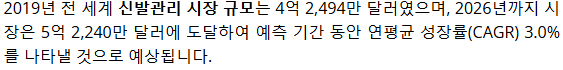 2019년 전 세계 신발관리 시장 규모는 4억 2,494만 달러였으며, 2026년까지 시
장은 5억 2,240만 달러에 도달하여 예측 기간 동안 연평균 성장률(CAGR) 3.0%
를 나타낼 것으로 예상됩니다.